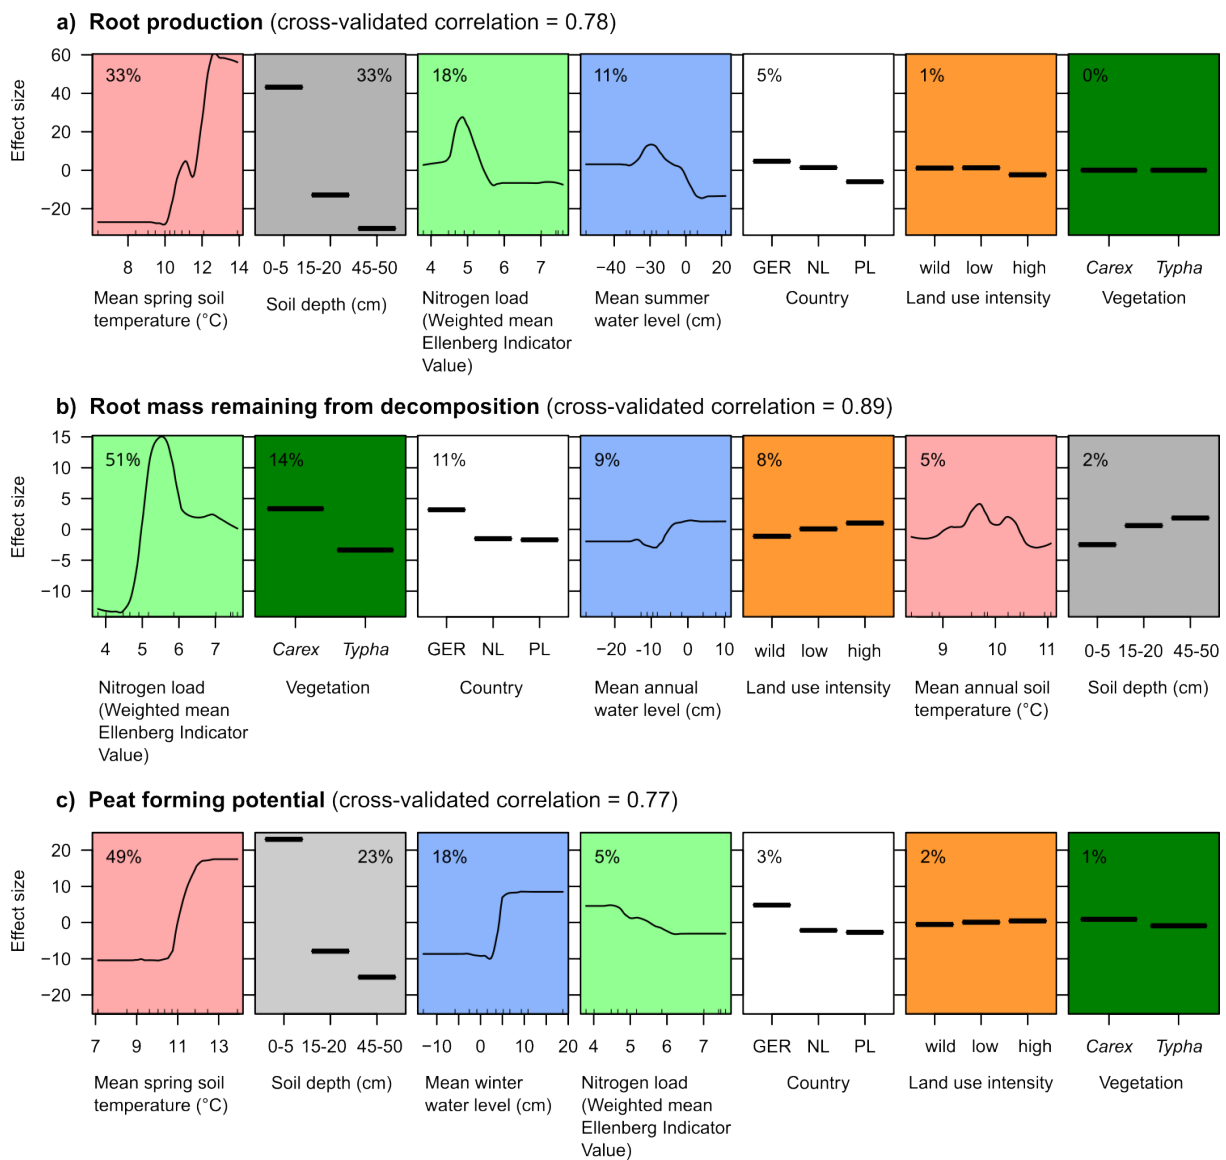 a) Root production (cross-validated correlation = 0.78)
Effect size
60
40
20
0
−20
33%
33%
18%
11%
5%
1%
0%
8 10 12 14
0-5 15-20 45-50
4 5 6 7
−40 −30 0 20
GER NL PL
wild low high
Carex Typha
Mean spring soil
temperature (°C)
Soil depth (cm)
Nitrogen load
(Weighted mean
Ellenberg Indicator
Value)
Mean summer
water level (cm)
Country
Land use intensity
Vegetation
b) Root mass remaining from decomposition (cross-validated correlation = 0.89)
Effect size
15
10
5
0
−5
−10
51%
14%
11%
9%
8%
5%
2%
4 5 6 7
Carex Typha
GER NL PL
−20 -10 0 10
wild low high
9 10 11
0-5 15-20 45-50
Nitrogen load
(Weighted mean
Ellenberg Indicator
Value)
Vegetation
Country
Mean annual
water level (cm)
Land use intensity
Mean annual soil
temperature (°C)
Soil depth (cm)
c) Peat forming potential (cross-validated correlation = 0.77)
Effect size
20
10
0
−10
−20
49%
23%
18%
5%
3%
2%
1%
7 9 11 13
0-5 15-20 45-50
−10 0 10 20
4 5 6 7
GER NL PL
wild low high
Carex Typha
Mean spring soil
temperature (°C)
Soil depth (cm)
Mean winter
water level (cm)
Nitrogen load
(Weighted mean
Ellenberg Indicator
Value)
Country
Land use intensity
Vegetation